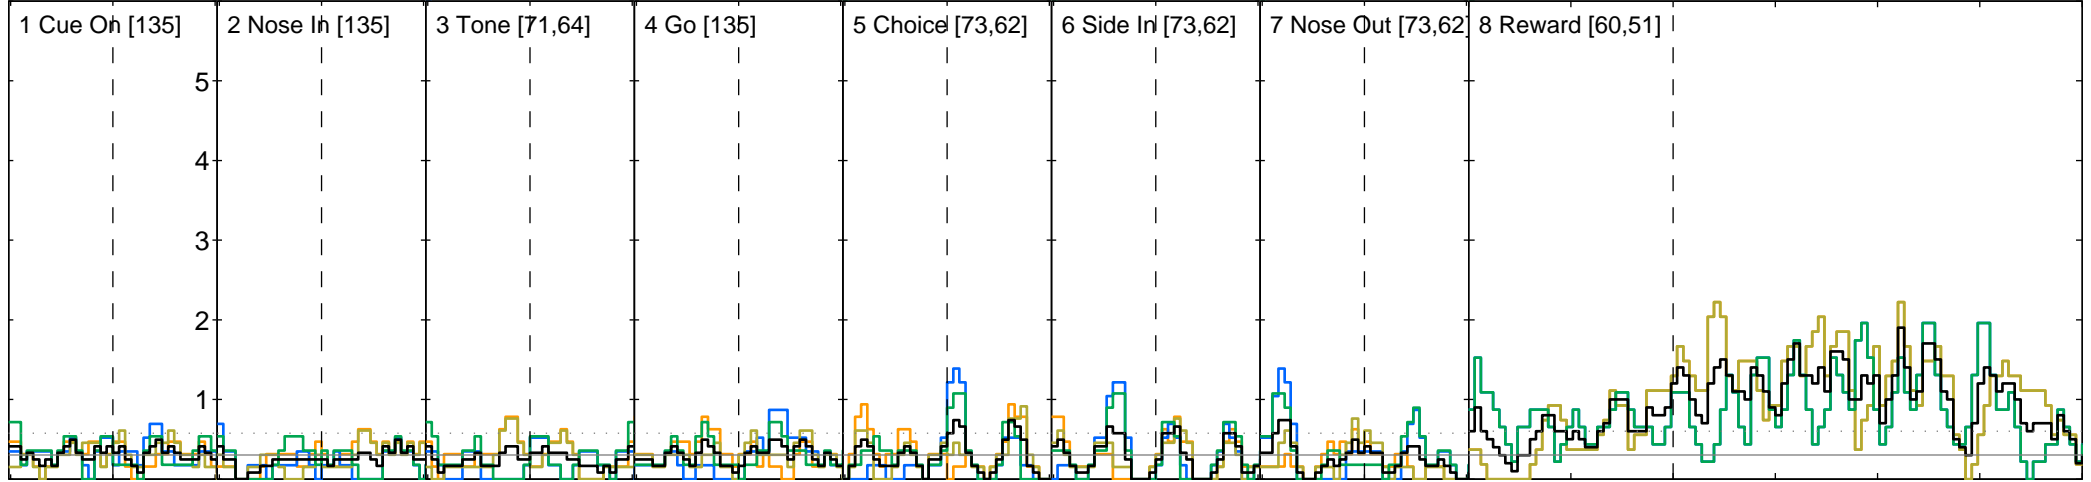 1 Cue On [135]
2 Nose In [135]
3 Tone [71,64]
4 Go [135]
5 Choice [73,62]
6 Side In [73,62]
7 Nose Out [73,62]
8 Reward [60,51]
5
4
3
2
1